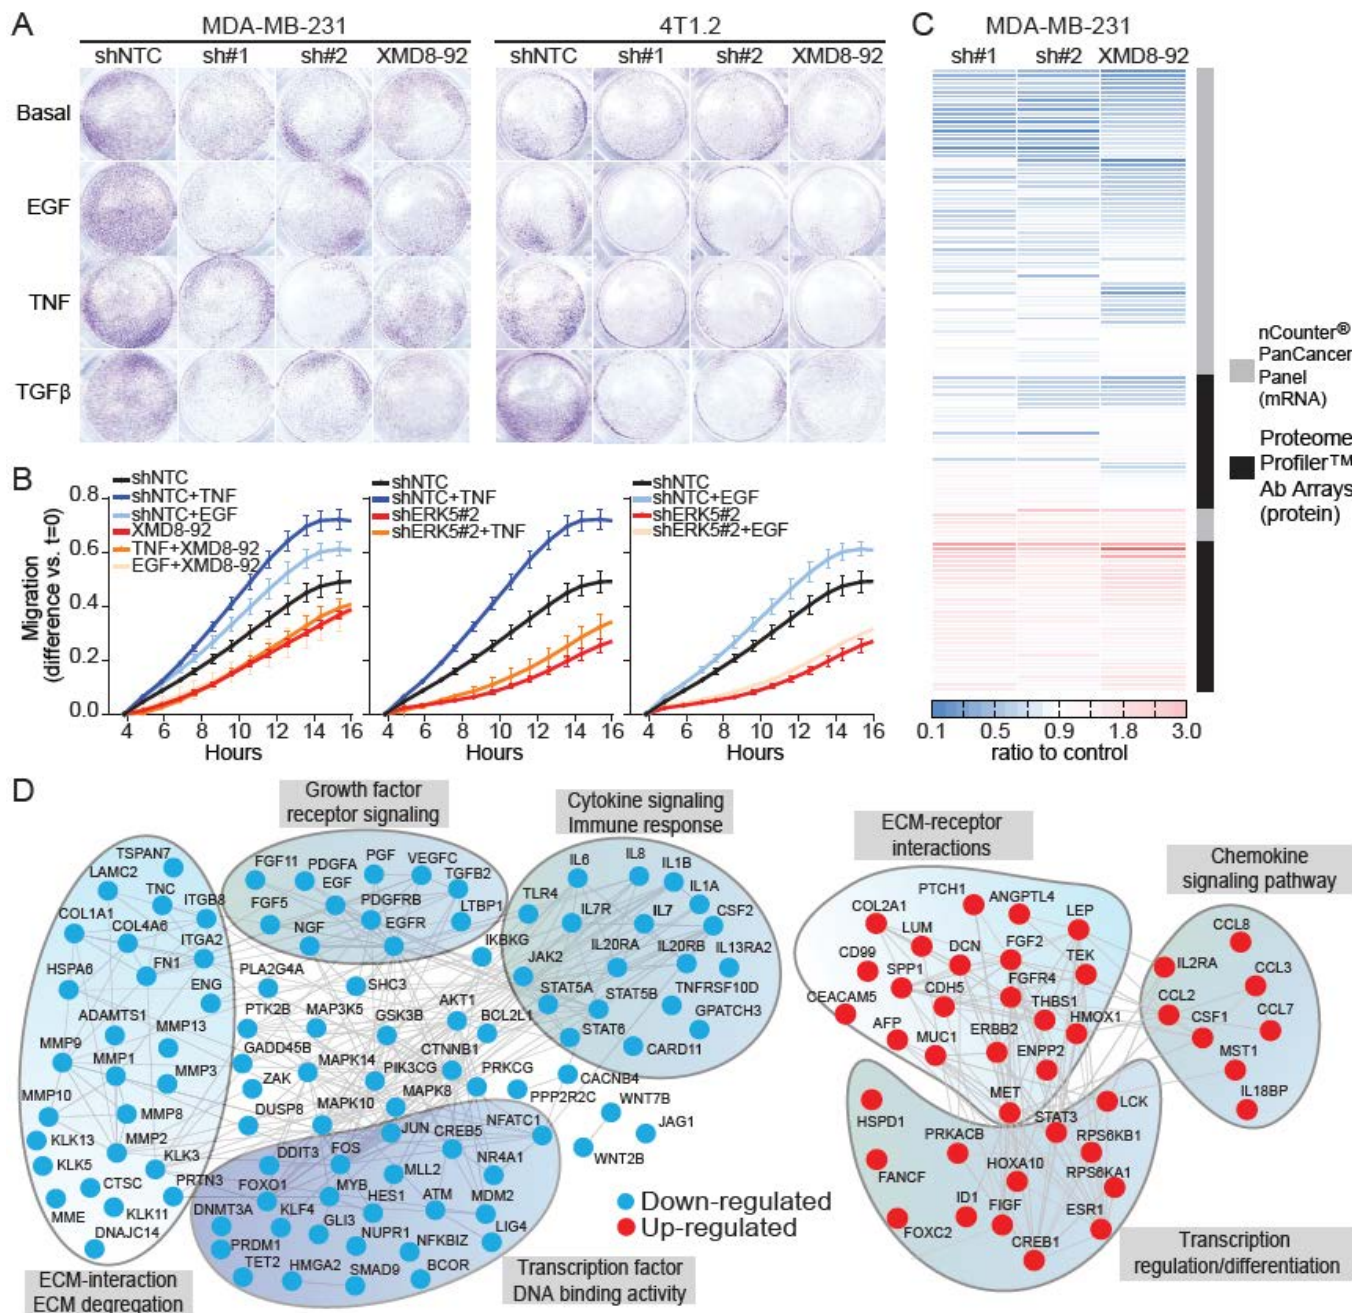 A
MDA-MB-231
4T1.2
shNTC sh#1 sh#2 XMD8-92
shNTC sh#1 sh#2 XMD8-92
Basal
EGF
TNF
TGFβ
C
MDA-MB-231
sh#1 sh#2 XMD8-92
nCounter®
PanCancer
Panel
(mRNA)
Proteome
Profiler™
Ab Arrays
(protein)
0.1 0.5 0.9 1.8 3.0
ratio to control
B
Migration
(difference vs. t=0)
0.8
0.6
0.4
0.2
0.0
shNTC
shNTC+TNF
shNTC+EGF
XMD8-92
TNF+XMD8-92
EGF+XMD8-92
4 6 8 10 12 14 16
Hours
shNTC
shNTC+TNF
shERK5#2
shERK5#2+TNF
4 6 8 10 12 14 16
Hours
shNTC
shNTC+EGF
shERK5#2
shERK5#2+EGF
4 6 8 10 12 14 16
Hours
D
Growth factor
receptor signaling
Cytokine signaling
Immune response
ECM-receptor
interactions
Chemokine
signaling pathway
TSPAN7
LAMC2
TNC
ITGB8
COL1A1
COL4A6
ITGA2
FN1
HSPA6
ENG
ADAMTS1
MMP13
MMP9
MMP1
MMP3
MMP10
MMP8
MMP2
KLK13
KLK3
KLK5
PRTN3
CTSC
MME
KLK11
DNAJC14
ECM-interaction
ECM degregation
FGF11
PDGFA
PGF
VEGFC
TGFB2
EGF
PDGFRB
FGF5
LTBP1
NGF
EGFR
IKBKG
PLA2G4A
SHC3
PTK2B
MAP3K5
AKT1
GSK3B
BCL2L1
GADD45B
MAPK14
CTNNB1
ZAK
PIK3CG
PRKCG
DUSP8
MAPK10
MAPK8
PPP2R2C
CACNB4
WNT7B
JAG1
WNT2B
IL6
IL8
IL1B
TLR4
IL1A
IL7R
IL7
CSF2
IL20RA
IL20RB
IL13RA2
JAK2
STAT5A
STAT5B
TNFRSF10D
GPATCH3
STAT6
CARD11
JUN
CREB5
NFATC1
DDIT3
FOS
NR4A1
FOXO1
MLL2
MYB
HES1
ATM
MDM2
DNMT3A
KLF4
GLI3
NUPR1
LIG4
PRDM1
NFKBIZ
TET2
HMGA2
SMAD9
BCOR
Transcription factor
DNA binding activity
Down-regulated
Up-regulated
PTCH1
ANGPTL4
COL2A1
LEP
LUM
DCN
FGF2
CD99
SPP1
TEK
CDH5
FGFR4
CEACAM5
THBS1
AFP
MUC1
ERBB2
HMOX1
ENPP2
MET
CCL8
IL2RA
CCL3
CCL2
CSF1
CCL7
MST1
IL18BP
HSPD1
STAT3
LCK
PRKACB
RPS6KB1
FANCF
HOXA10
RPS6KA1
ID1
FIGF
ESR1
FOXC2
CREB1
Transcription
regulation/differentiation